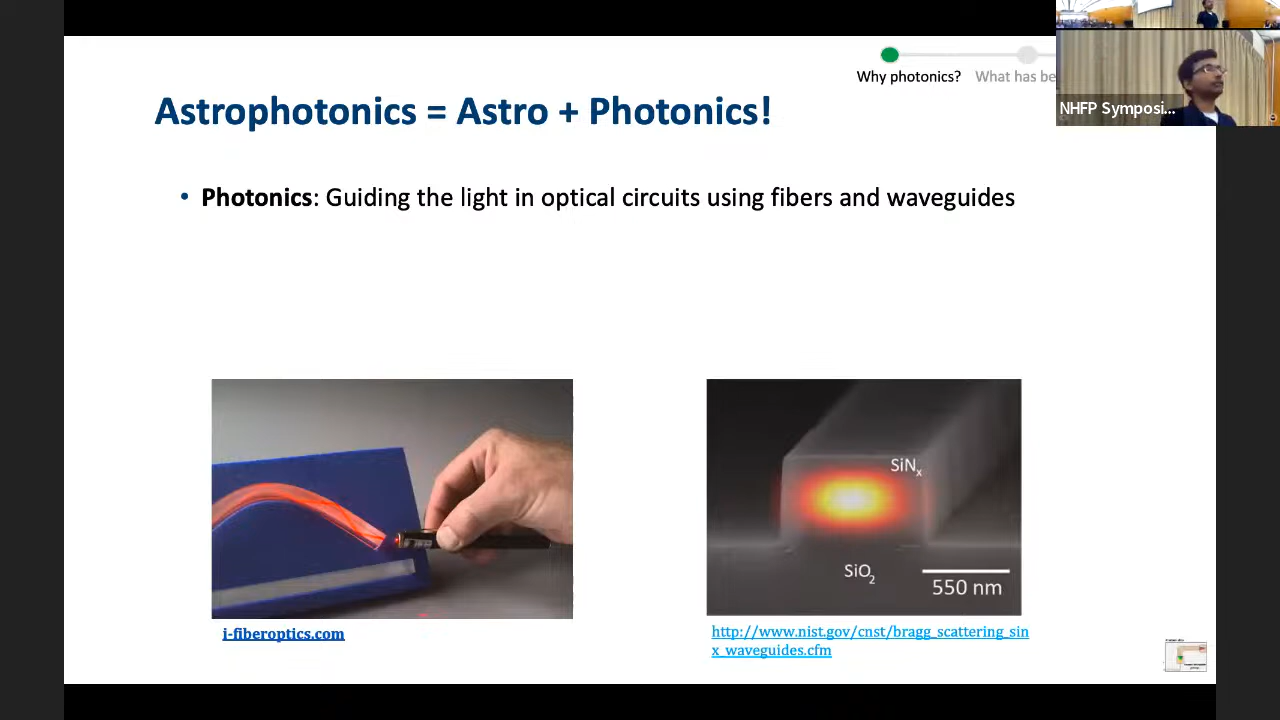 Why photonics? What has be
NHFP Symposi...
Astrophotonics = Astro + Photonics!
• Photonics: Guiding the light in optical circuits using fibers and waveguides
SiNx
SiO2
550 nm
i-fiberoptics.com
http://www.nist.gov/cnst/bragg_scattering_sin
x_waveguides.cfm